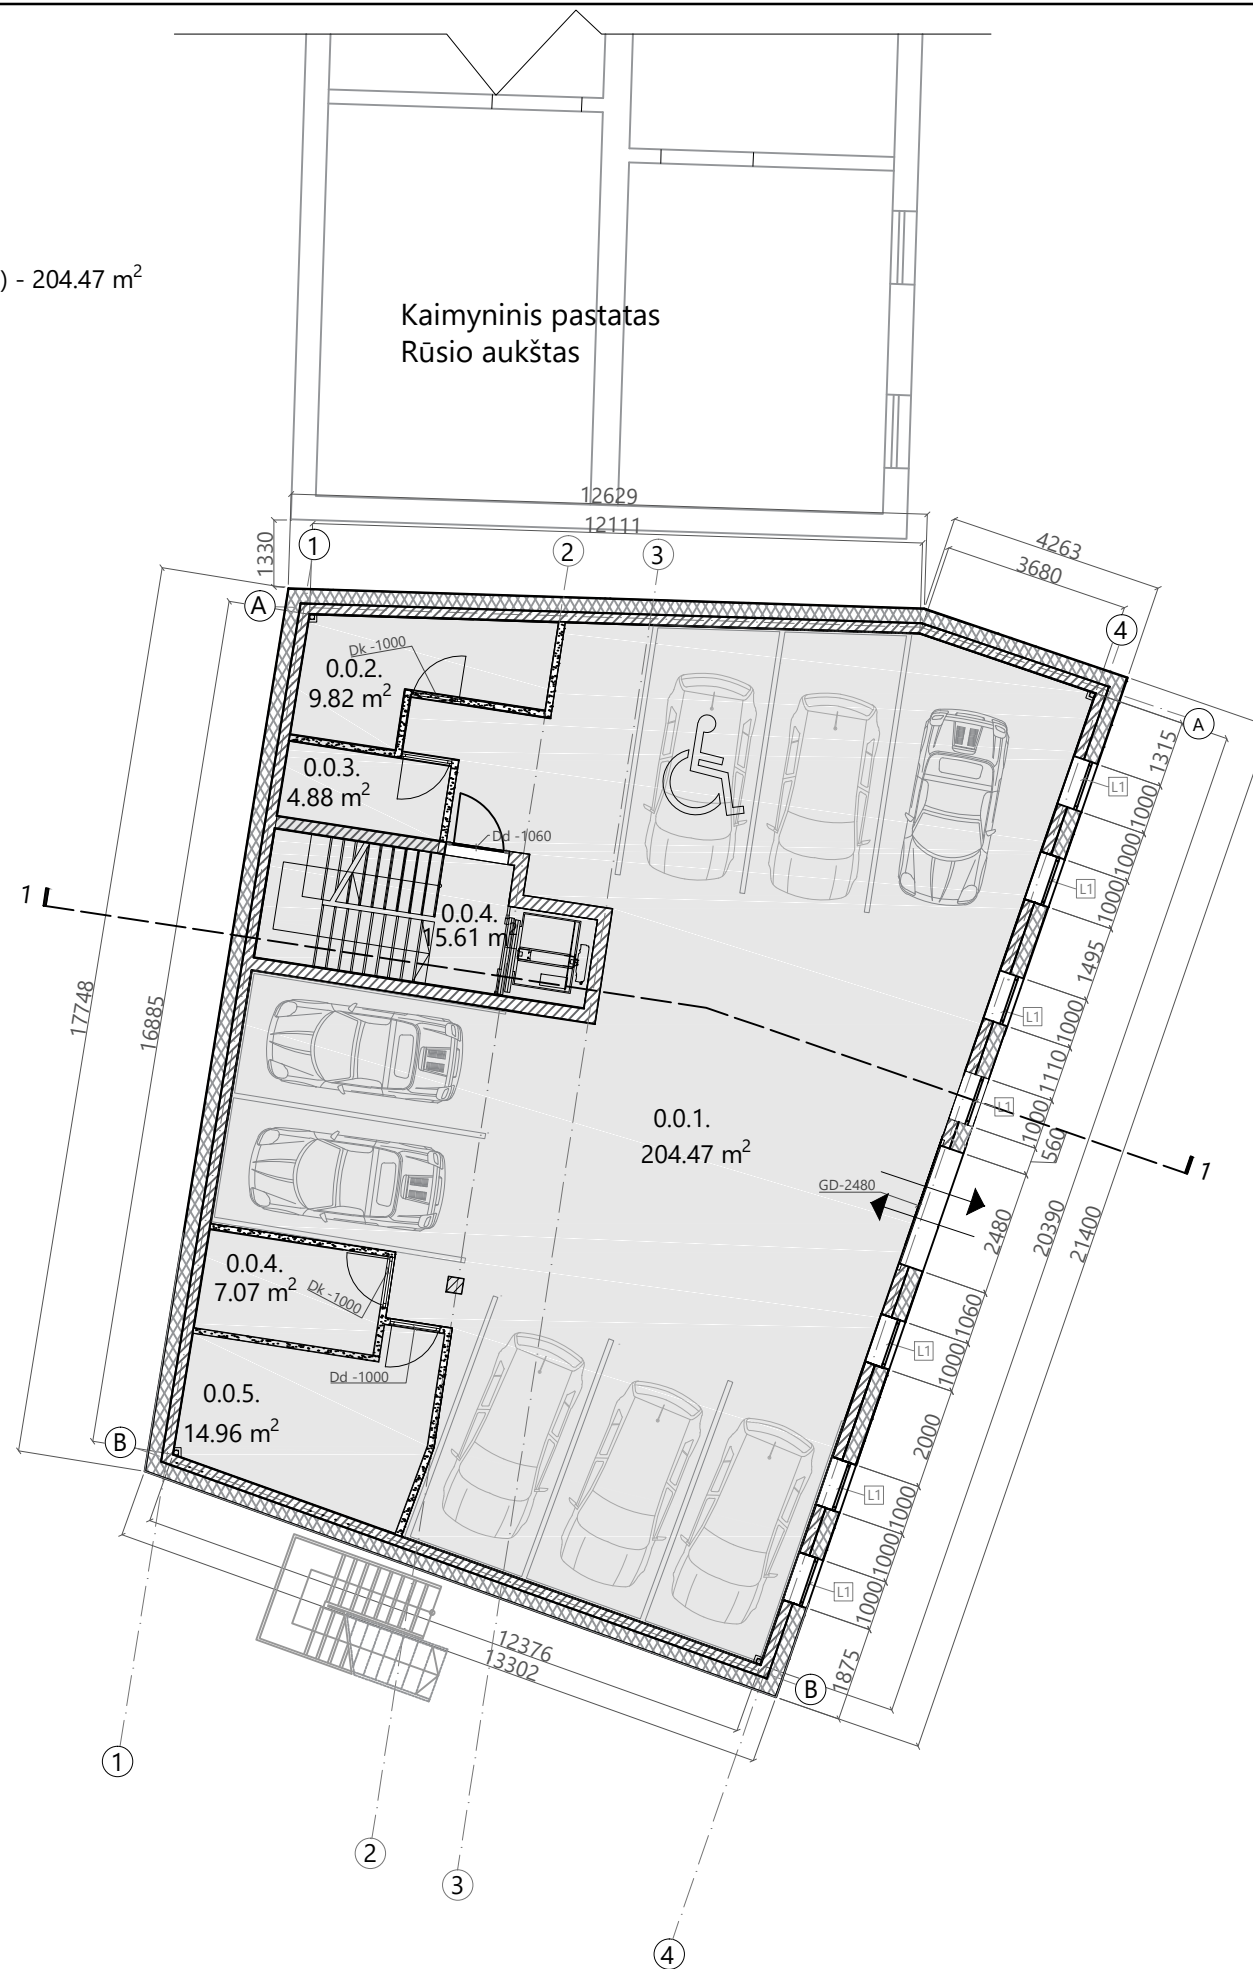 ) - 204.47 m²
Kaimyninis pastatas
Rūsio aukštas
12629
12111
1330
4263
3680
1
2
3
4
A
A
Dk -1000
0.0.2.
9.82 m²
0.0.3.
4.88 m²
Dd -1060
0.0.4.
15.61 m²
1
1
17748
16885
0.0.1.
204.47 m²
GD-2480
L1
L1
L1
L1
L1
L1
L1
1315
1000
1000
1000
1495
1000
1110
1000
560
2480
1060
1000
2000
1000
1000
1000
1875
20390
21400
0.0.4.
7.07 m²
Dk -1000
Dd -1000
0.0.5.
14.96 m²
B
B
12376
13302
1
2
3
4